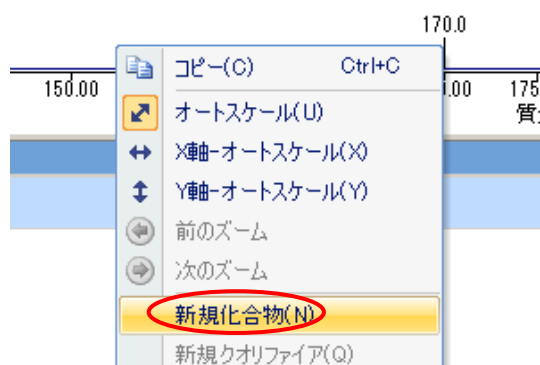 170.0
150.00
.00
175
質
コピー(C) Ctrl+C
オートスケール(U)
X軸-オートスケール(X)
Y軸-オートスケール(Y)
前のズーム
次のズーム
新規化合物(N)
新規クオリファイア(Q)